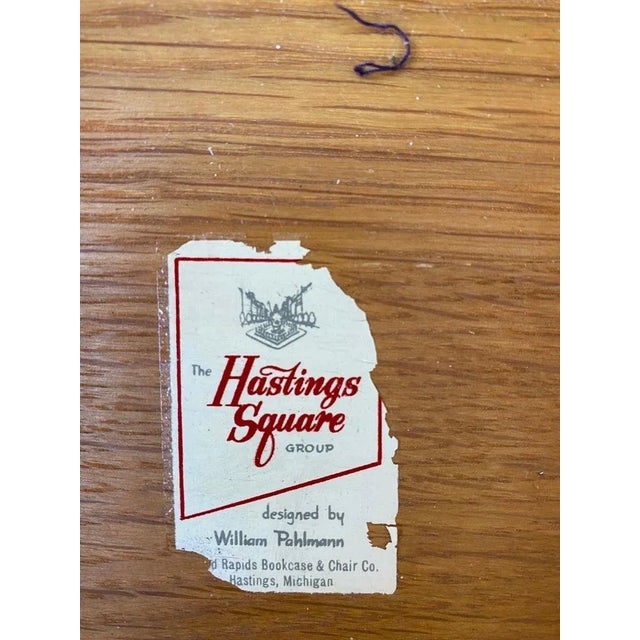 The Hastings
Square
GROUP
designed by
William Pahlmann
d Rapids Bookcase & Chair Co.
Hastings, Michigan